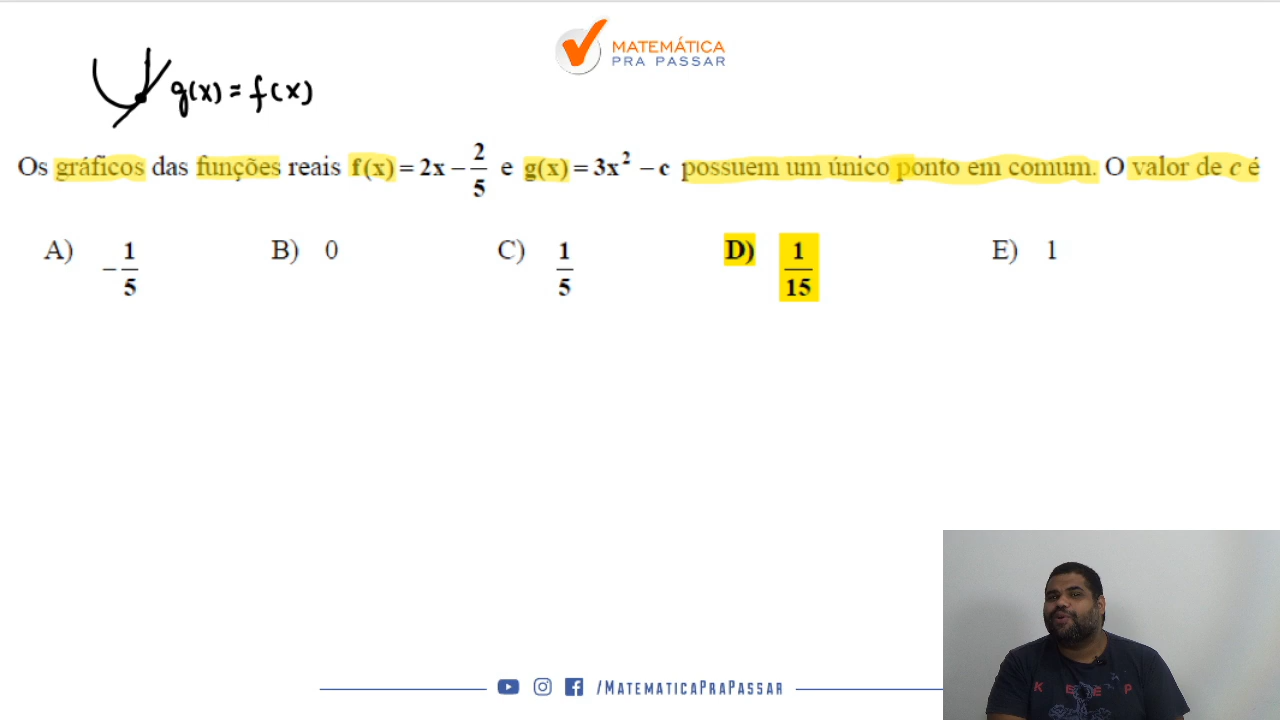 MATEMÁTICA
PRA PASSAR
g(x) = f(x)
Os gráficos das funções reais f(x) = 2x − 2/5 e g(x) = 3x² − c possuem um único ponto em comum. O valor de c é
A) −1/5 B) 0 C) 1/5 D) 1/15 E) 1
/MATEMATICAPRAPASSAR
K E E P